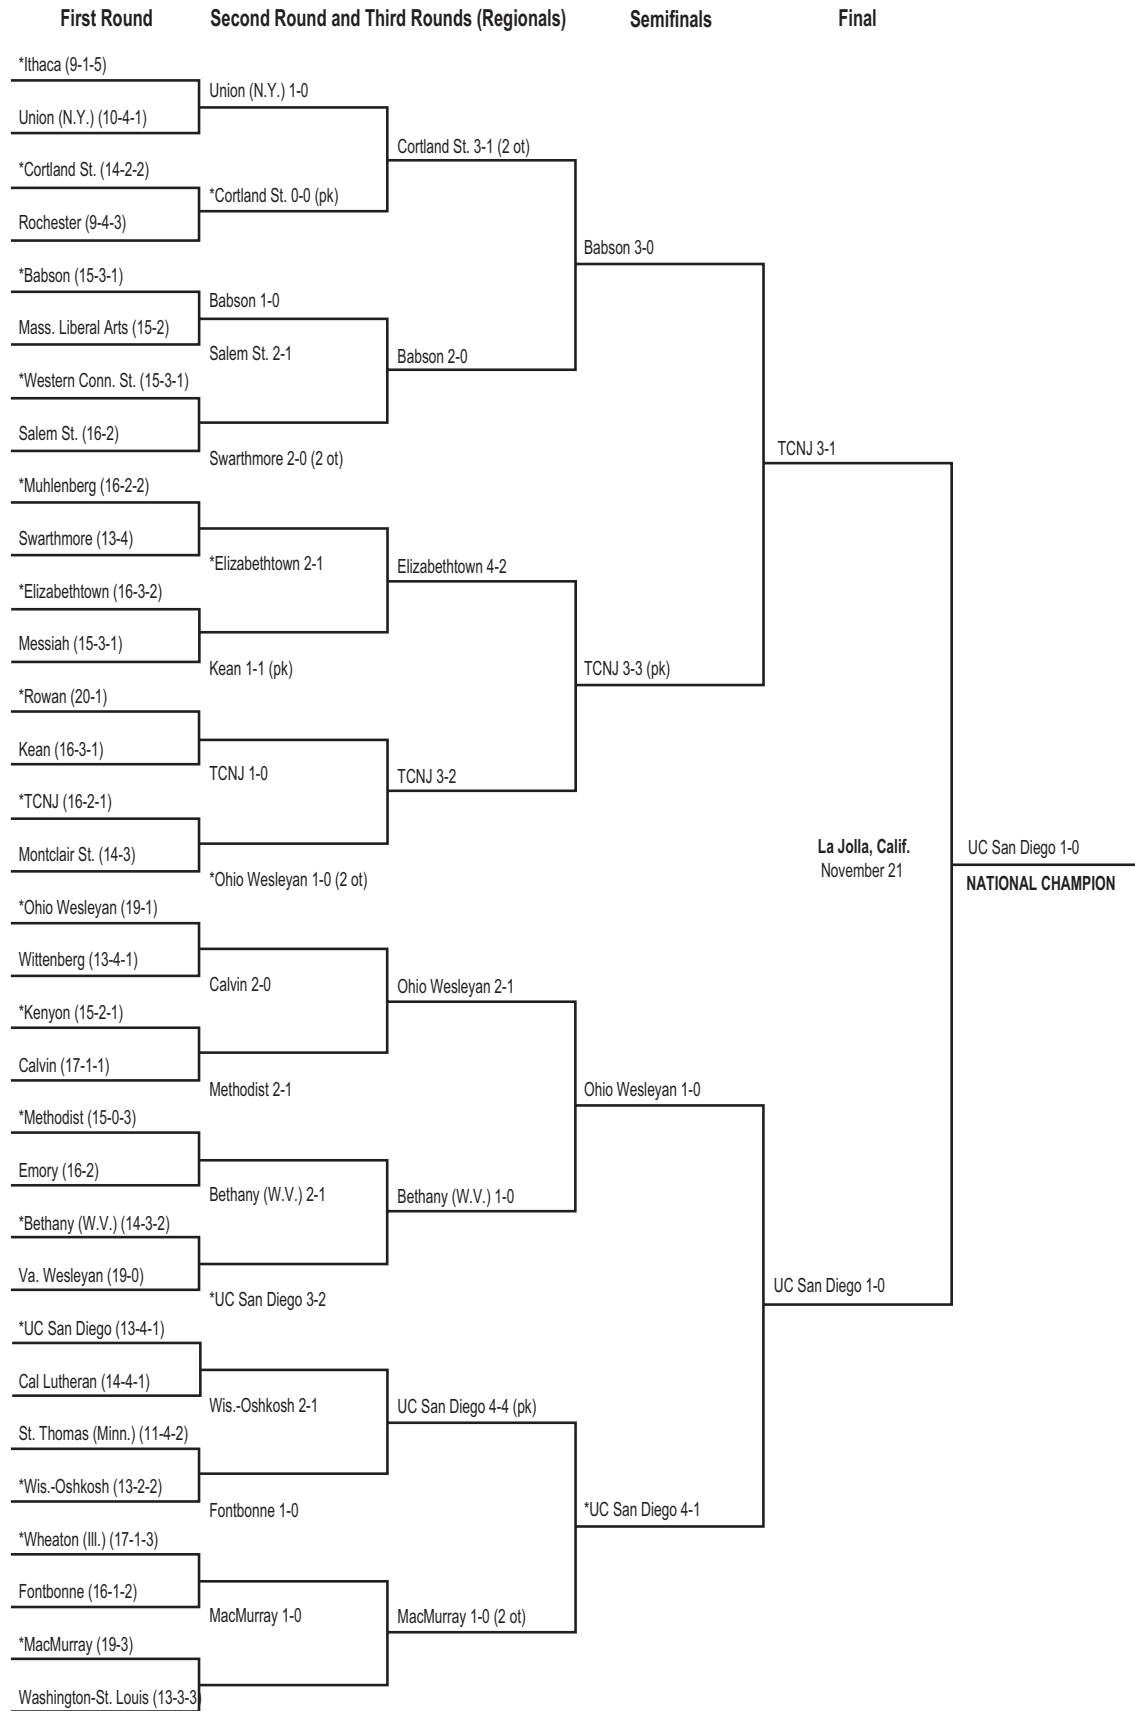 First Round
Second Round and Third Rounds (Regionals)
Semifinals
Final
*Ithaca (9-1-5)
Union (N.Y.) (10-4-1)
*Cortland St. (14-2-2)
Rochester (9-4-3)
*Babson (15-3-1)
Mass. Liberal Arts (15-2)
*Western Conn. St. (15-3-1)
Salem St. (16-2)
*Muhlenberg (16-2-2)
Swarthmore (13-4)
*Elizabethtown (16-3-2)
Messiah (15-3-1)
*Rowan (20-1)
Kean (16-3-1)
*TCNJ (16-2-1)
Montclair St. (14-3)
*Ohio Wesleyan (19-1)
Wittenberg (13-4-1)
*Kenyon (15-2-1)
Calvin (17-1-1)
*Methodist (15-0-3)
Emory (16-2)
*Bethany (W.V.) (14-3-2)
Va. Wesleyan (19-0)
*UC San Diego (13-4-1)
Cal Lutheran (14-4-1)
St. Thomas (Minn.) (11-4-2)
*Wis.-Oshkosh (13-2-2)
*Wheaton (Ill.) (17-1-3)
Fontbonne (16-1-2)
*MacMurray (19-3)
Washington-St. Louis (13-3-3)
Union (N.Y.) 1-0
*Cortland St. 0-0 (pk)
Babson 1-0
Salem St. 2-1
Swarthmore 2-0 (2 ot)
*Elizabethtown 2-1
Kean 1-1 (pk)
TCNJ 1-0
*Ohio Wesleyan 1-0 (2 ot)
Calvin 2-0
Methodist 2-1
Bethany (W.V.) 2-1
*UC San Diego 3-2
Wis.-Oshkosh 2-1
Fontbonne 1-0
MacMurray 1-0
Cortland St. 3-1 (2 ot)
Babson 2-0
Elizabethtown 4-2
TCNJ 3-2
Ohio Wesleyan 2-1
Bethany (W.V.) 1-0
UC San Diego 4-4 (pk)
MacMurray 1-0 (2 ot)
Babson 3-0
TCNJ 3-3 (pk)
Ohio Wesleyan 1-0
*UC San Diego 4-1
TCNJ 3-1
UC San Diego 1-0
La Jolla, Calif.
November 21
UC San Diego 1-0
NATIONAL CHAMPION